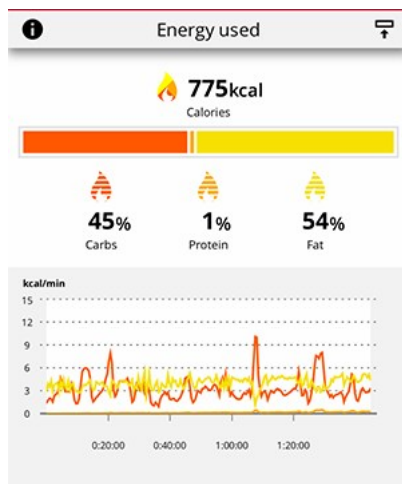 Energy used
775kcal
Calories
45% 1% 54%
Carbs Protein Fat
kcal/min
15
12
9
6
3
0
0:20:00 0:40:00 1:00:00 1:20:00